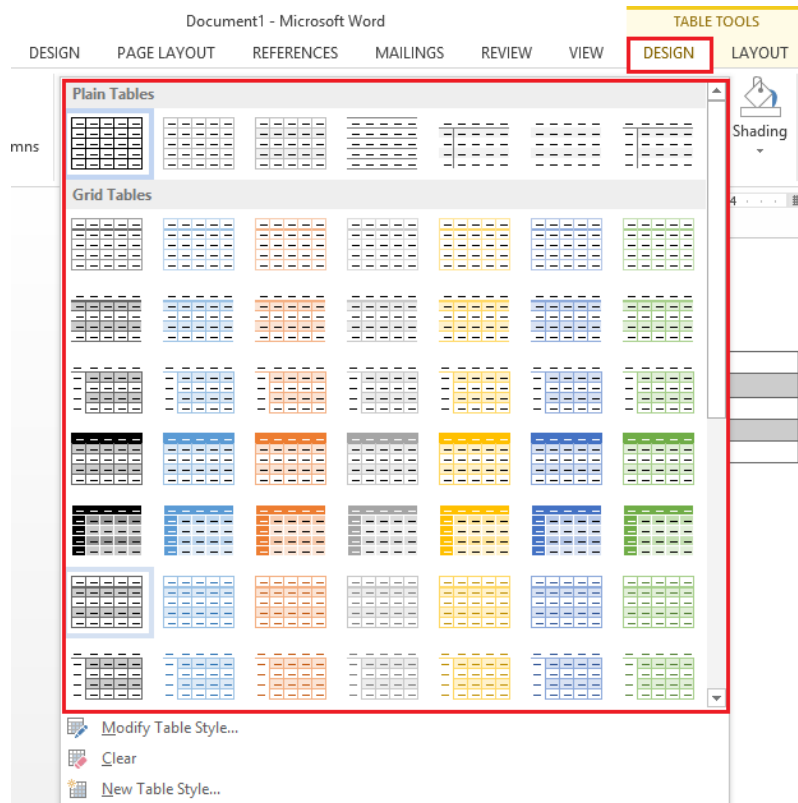 Document1 - Microsoft Word
TABLE TOOLS
DESIGN PAGE LAYOUT REFERENCES MAILINGS REVIEW VIEW DESIGN LAYOUT
Plain Tables
Shading
mns
Grid Tables
4
Modify Table Style...
Clear
New Table Style...